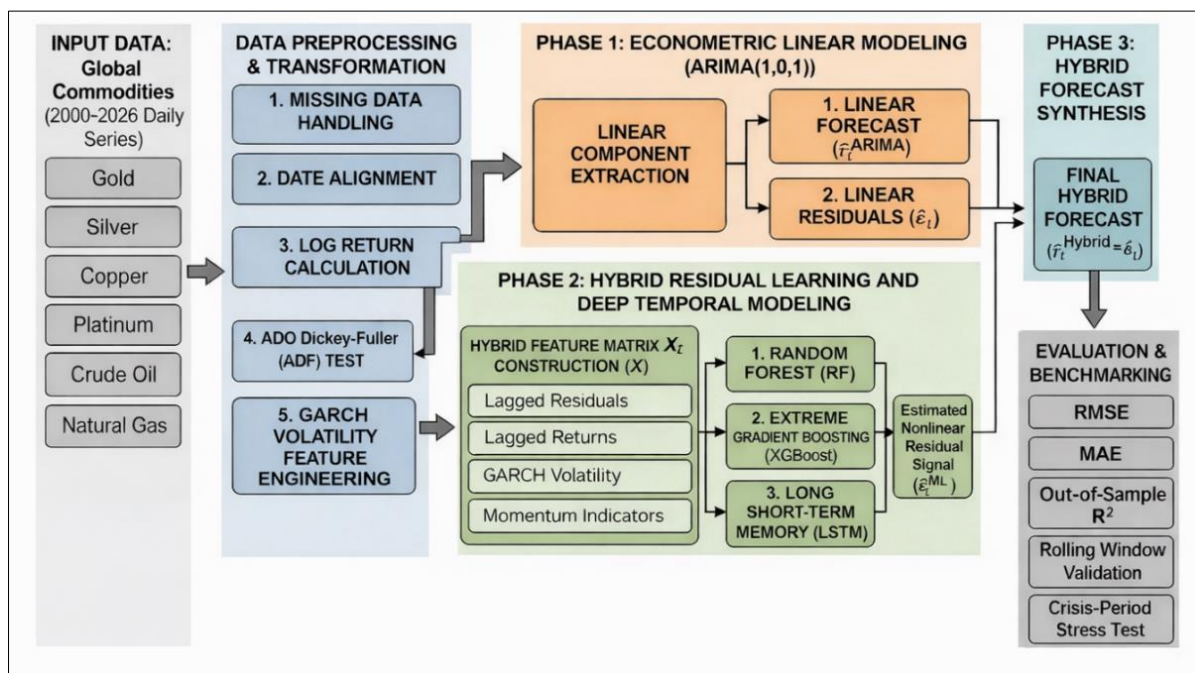 INPUT DATA:
Global
Commodities
(2000-2026 Daily
Series)
Gold
Silver
Copper
Platinum
Crude Oil
Natural Gas
DATA PREPROCESSING
& TRANSFORMATION
1. MISSING DATA
HANDLING
2. DATE ALIGNMENT
3. LOG RETURN
CALCULATION
4. ADO Dickey-Fuller
(ADF) TEST
5. GARCH
VOLATILITY
FEATURE
ENGINEERING
PHASE 1: ECONOMETRIC LINEAR MODELING
(ARIMA(1,0,1))
LINEAR
COMPONENT
EXTRACTION
1. LINEAR
FORECAST
(r̂ₜᴬᴿᴵᴹᴬ)
2. LINEAR
RESIDUALS (ε̂ₜ)
PHASE 2: HYBRID RESIDUAL LEARNING AND
DEEP TEMPORAL MODELING
HYBRID FEATURE MATRIX Xₜ
CONSTRUCTION (X)
Lagged Residuals
Lagged Returns
GARCH Volatility
Momentum Indicators
1. RANDOM
FOREST (RF)
2. EXTREME
GRADIENT BOOSTING
(XGBoost)
3. LONG
SHORT-TERM
MEMORY (LSTM)
Estimated
Nonlinear
Residual
Signal
(ε̂ₜᴹᴸ)
PHASE 3:
HYBRID
FORECAST
SYNTHESIS
FINAL
HYBRID
FORECAST
(r̂ₜᴴʸᵇʳⁱᵈ = ε̂ₜ)
EVALUATION &
BENCHMARKING
RMSE
MAE
Out-of-Sample
R²
Rolling Window
Validation
Crisis-Period
Stress Test